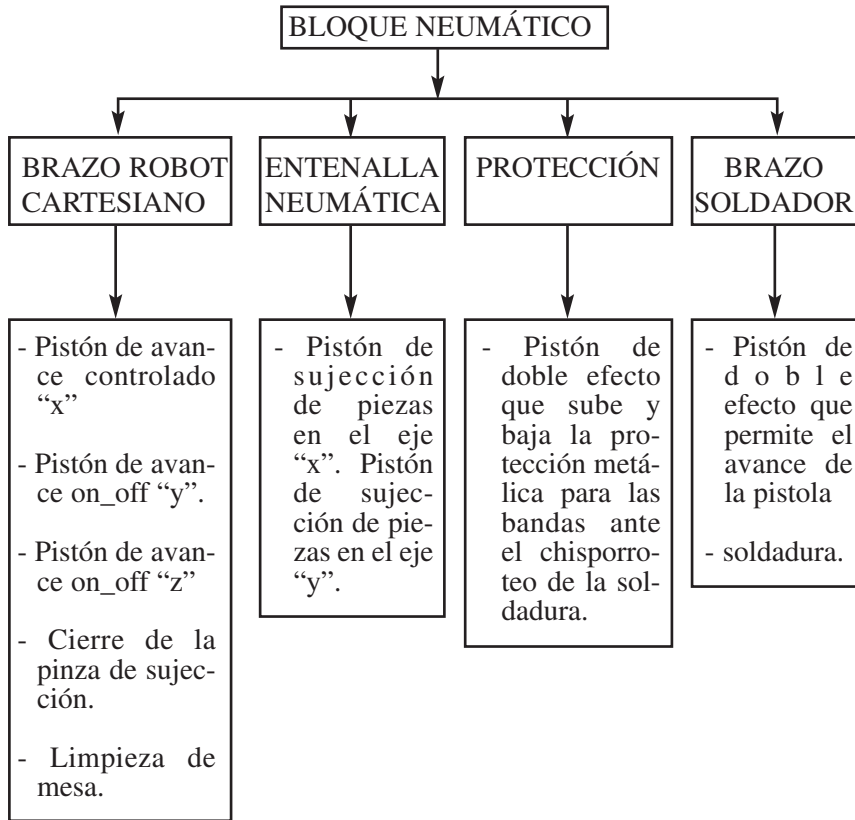 BLOQUE NEUMÁTICO
BRAZO ROBOT
CARTESIANO
ENTENALLA
NEUMÁTICA
PROTECCIÓN
BRAZO
SOLDADOR
- Pistón de avan-
ce controlado
“x”
- Pistón de avan-
ce on_off “y”.
- Pistón de avan-
ce on_off “z”
- Cierre de la
pinza de sujec-
ción.
- Limpieza de
mesa.
- Pistón de
sujección
de piezas
en el eje
“x”. Pistón
de sujec-
ción de pie-
zas en el eje
“y”.
- Pistón de
doble efecto
que sube y
baja la pro-
tección metá-
lica para las
bandas ante
el chisporro-
teo de la sol-
dadura.
- Pistón de
doble
efecto que
permite el
avance de
la pistola
- soldadura.